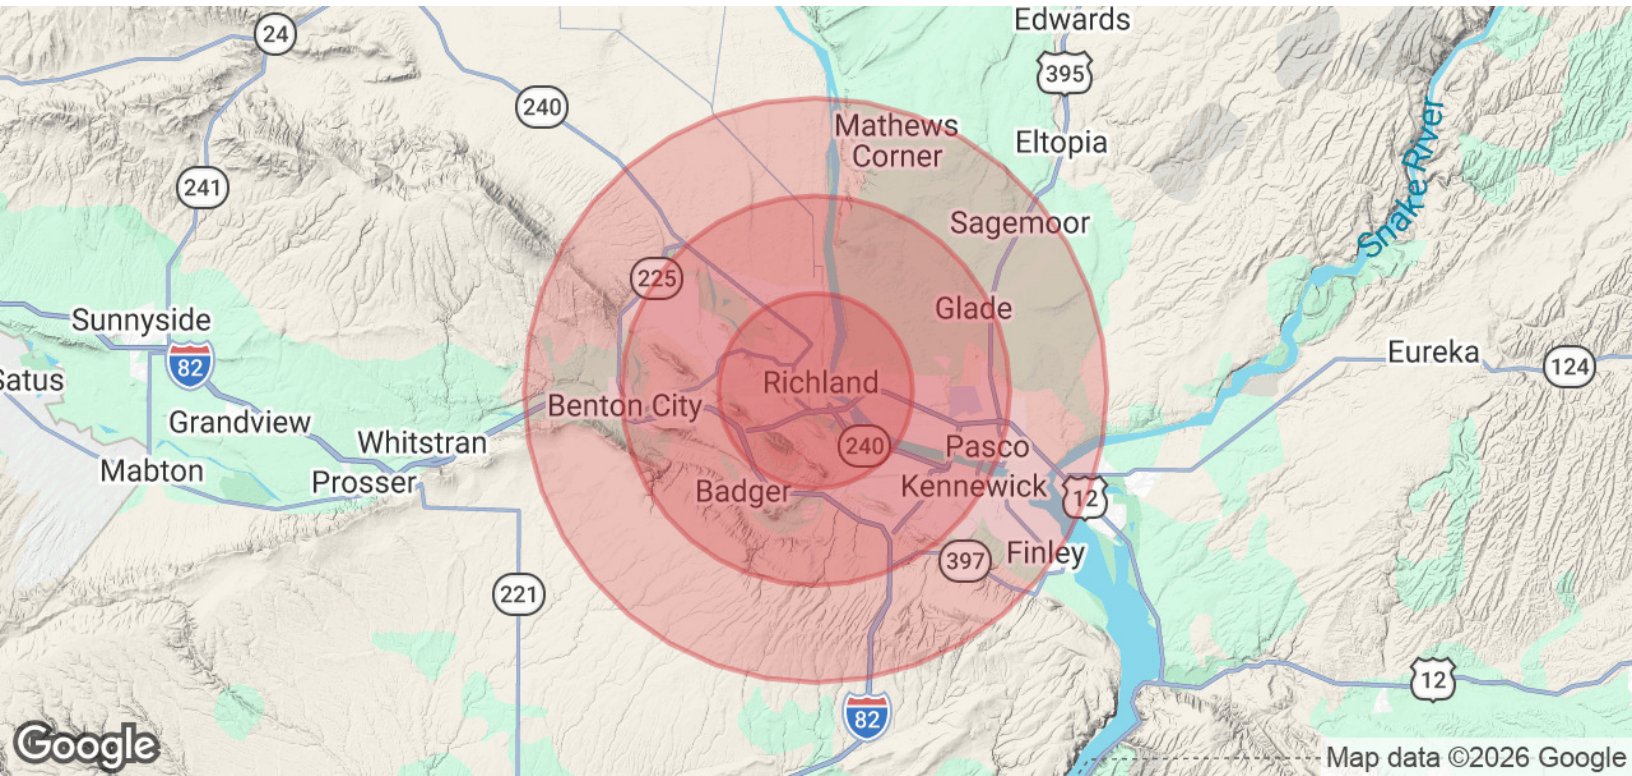 Edwards
24
395
240
Mathews
Corner
Eltopia
Snake River
241
Sagemoor
225
Glade
Sunnyside
82
Eureka
124
Satus
Richland
Benton City
Grandview
Whitstran
240
Pasco
Mabton
Prosser
Badger
Kennewick
12
397
Finley
221
12
82
Google
Map data ©2026 Google